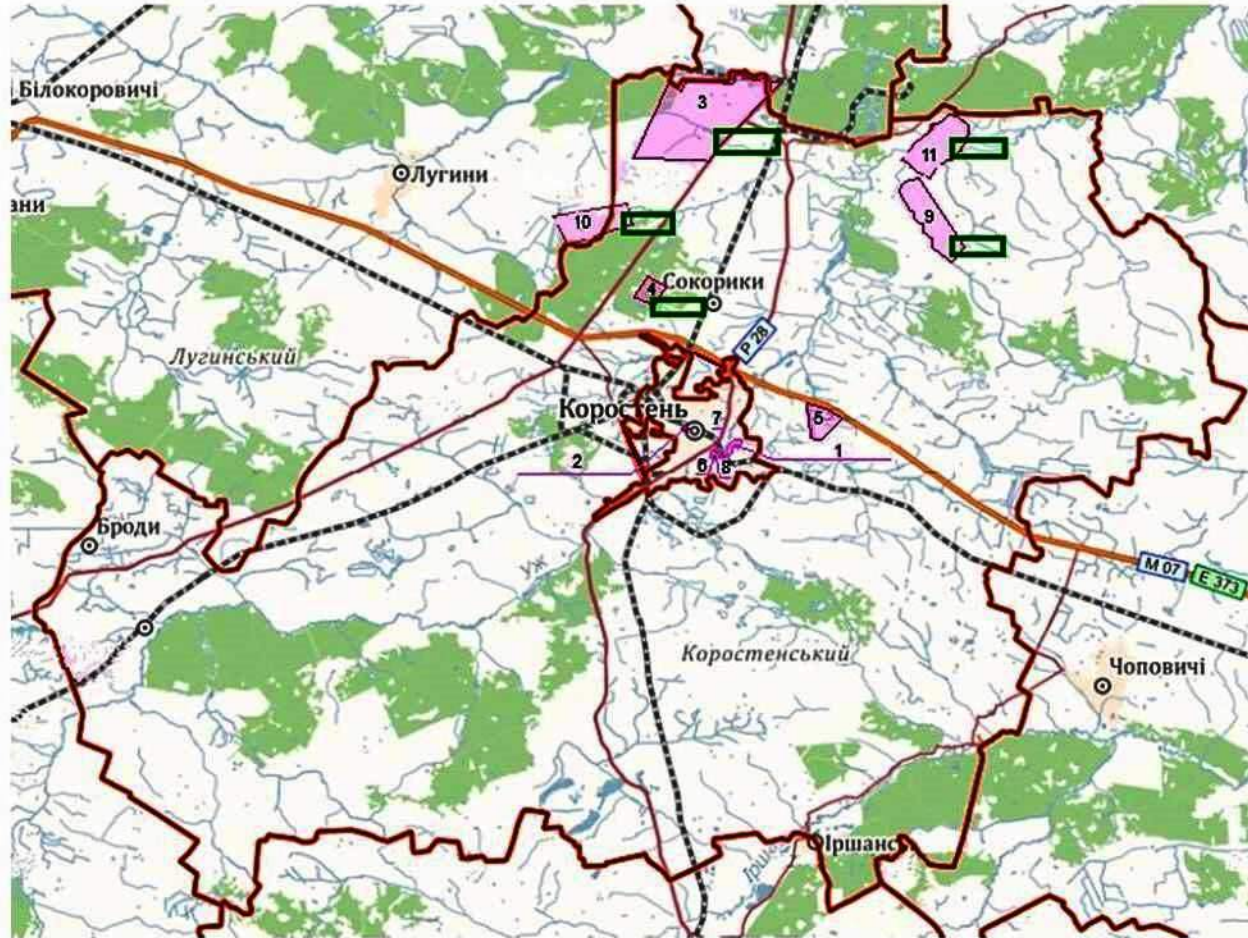 Білокоровичі
3
11
Лугини
ани
10
9
4
Сокорики
Р 28
Лугинський
Коростень
7
5
2
6
8
1
Броди
Уж
М 07
Е 373
Коростенський
Чоповичі
Іршанс
Ірш